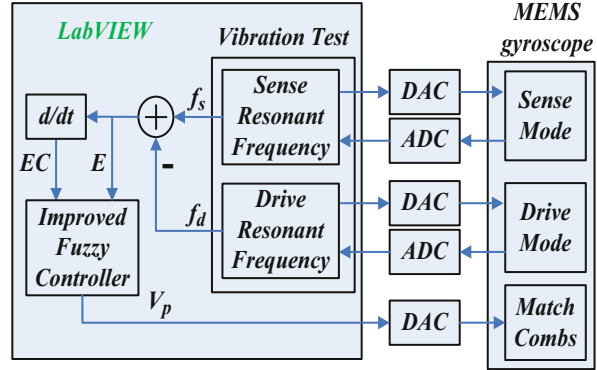 LabVIEW
Vibration Test
MEMS
gyroscope
d/dt
+
-
f_s
f_d
EC
E
Improved
Fuzzy
Controller
V_p
Sense
Resonant
Frequency
Drive
Resonant
Frequency
DAC
ADC
DAC
ADC
DAC
Sense
Mode
Drive
Mode
Match
Combs